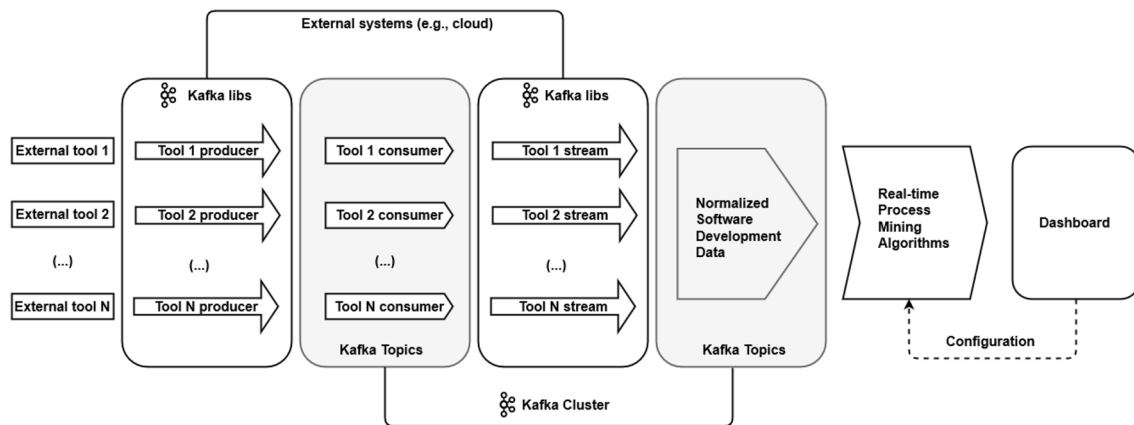 External systems (e.g., cloud)
Kafka libs
Kafka libs
External tool 1
Tool 1 producer
Tool 1 consumer
Tool 1 stream
External tool 2
Tool 2 producer
Tool 2 consumer
Tool 2 stream
(...)
(...)
(...)
(...)
External tool N
Tool N producer
Tool N consumer
Tool N stream
Normalized
Software
Development
Data
Real-time
Process
Mining
Algorithms
Dashboard
Kafka Topics
Kafka Topics
Configuration
Kafka Cluster